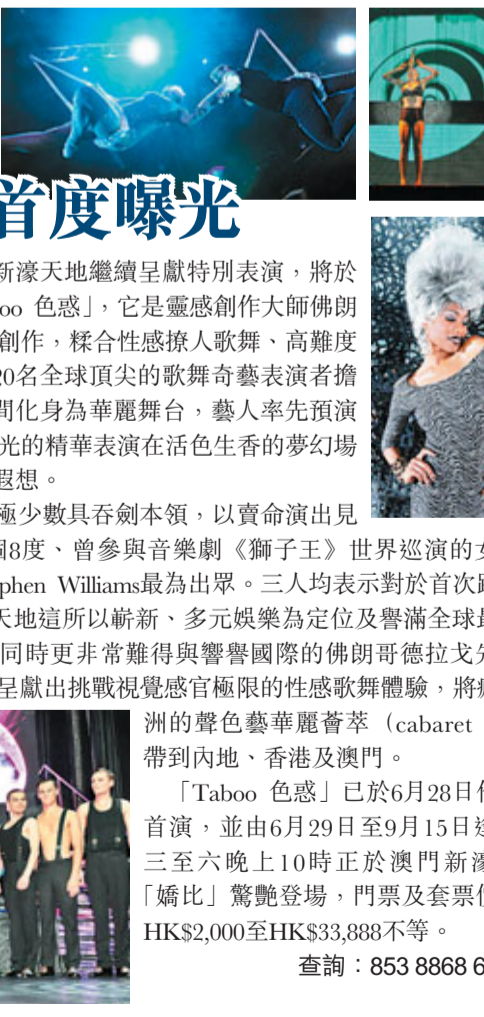 首度曝光
新濠天地繼續呈獻特別表演，將於
oo 色惑」，它是靈感創作大師佛朗
創作，糅合性感撩人歌舞、高難度
20名全球頂尖的歌舞奇藝表演者擔
間化身為華麗舞台，藝人率先預演
光的精華表演在活色生香的夢幻場
遐想。
極少數具吞劍本領，以賣命演出見
個8度、曾參與音樂劇《獅子王》世界巡演的女
phen Williams最為出眾。三人均表示對於首次踏
天地這所以嶄新、多元娛樂為定位及譽滿全球最
同時更非常難得與響譽國際的佛朗哥德拉戈先
呈獻出挑戰視覺感官極限的性感歌舞體驗，將瘋
洲的聲色藝華麗薈萃（cabaret
帶到內地、香港及澳門。
「Taboo 色惑」已於6月28日作
首演，並由6月29日至9月15日逢
三至六晚上10時正於澳門新濠
「嬌比」驚艷登場，門票及套票價
HK$2,000至HK$33,888不等。
查詢：853 8868 6